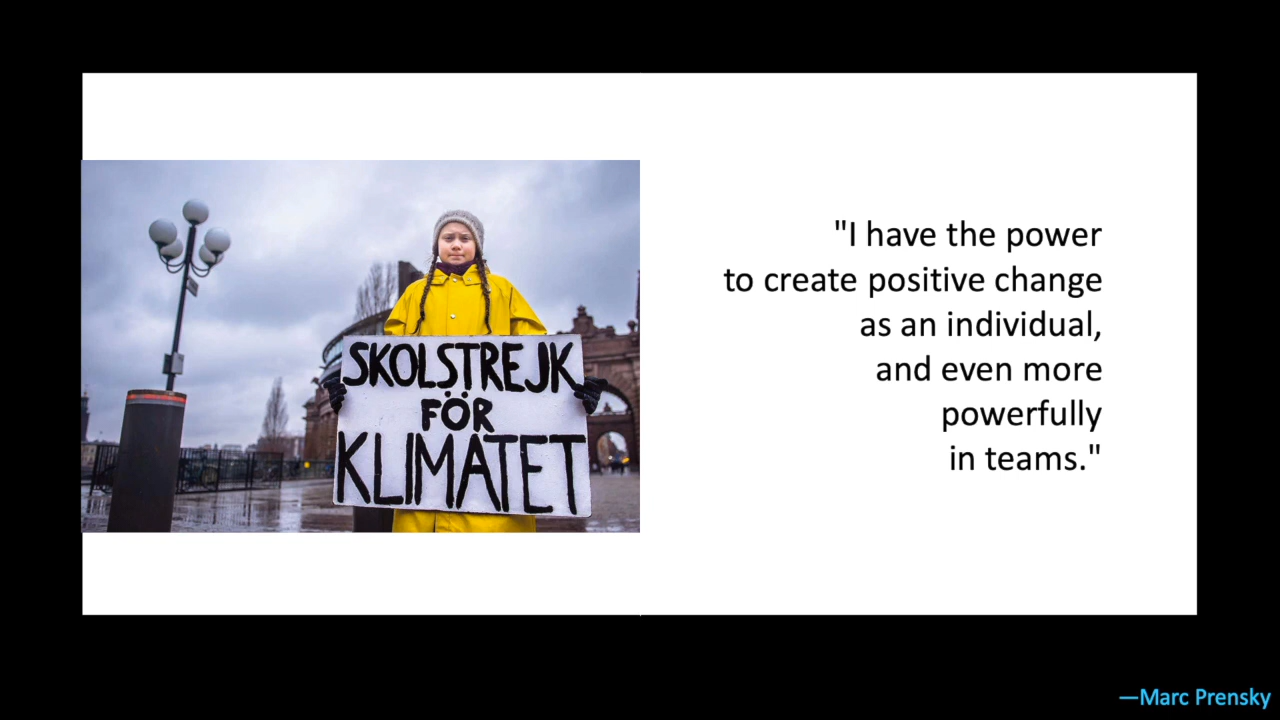 SKOLSTREJK
FÖR
KLIMATET
"I have the power
to create positive change
as an individual,
and even more
powerfully
in teams."
—Marc Prensky